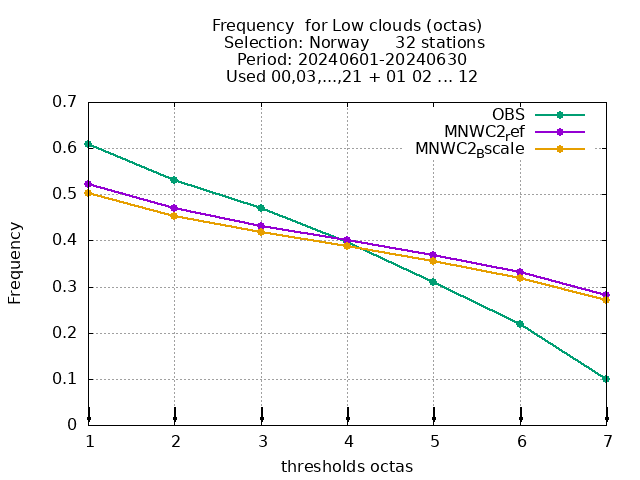 Frequency  for Low clouds (octas)
Selection: Norway     32 stations
Period: 20240601-20240630
Used 00,03,...,21 + 01 02 ... 12
OBS
MNWC2_ref
MNWC2_Bscale
0.7
0.6
0.5
0.4
0.3
0.2
0.1
0
Frequency
1 2 3 4 5 6 7
thresholds octas